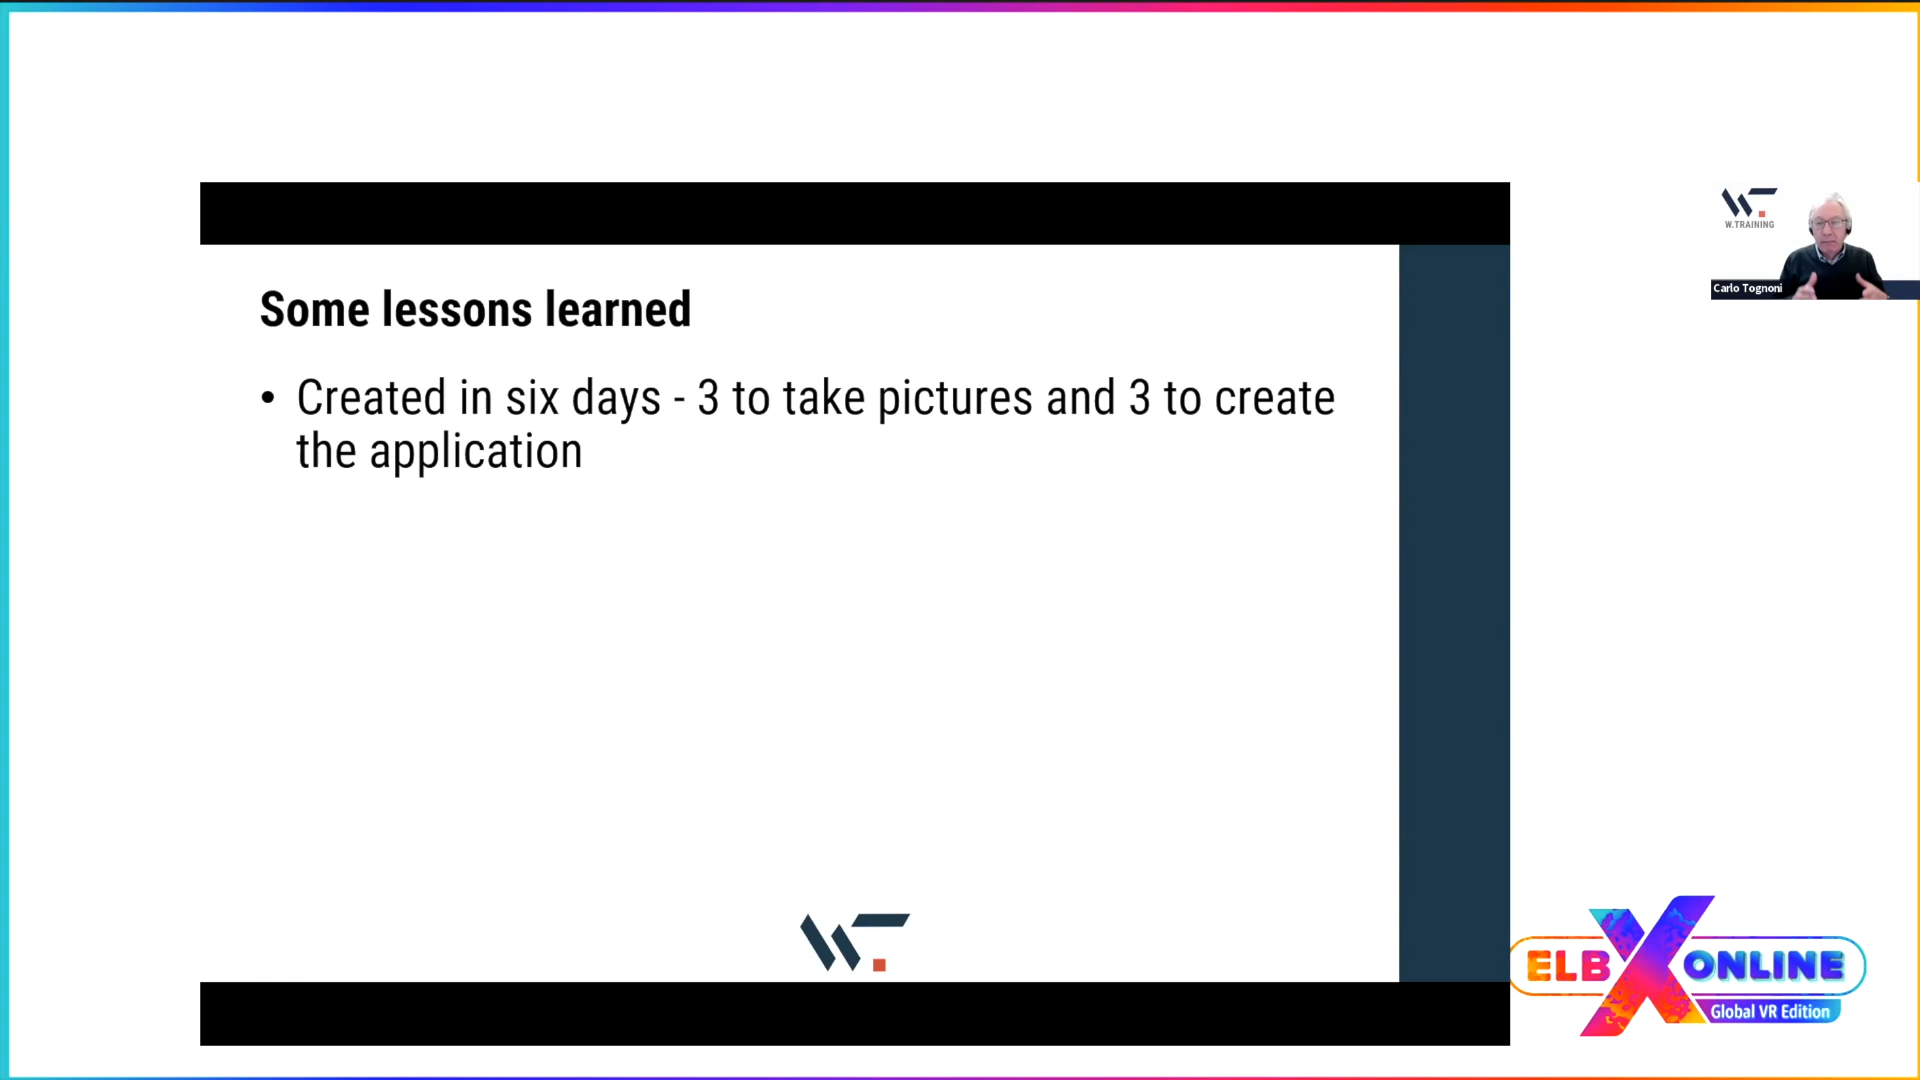 W.TRAINING
Carlo Tognoni
Some lessons learned
• Created in six days - 3 to take pictures and 3 to create
the application
ELB X ONLINE
Global VR Edition